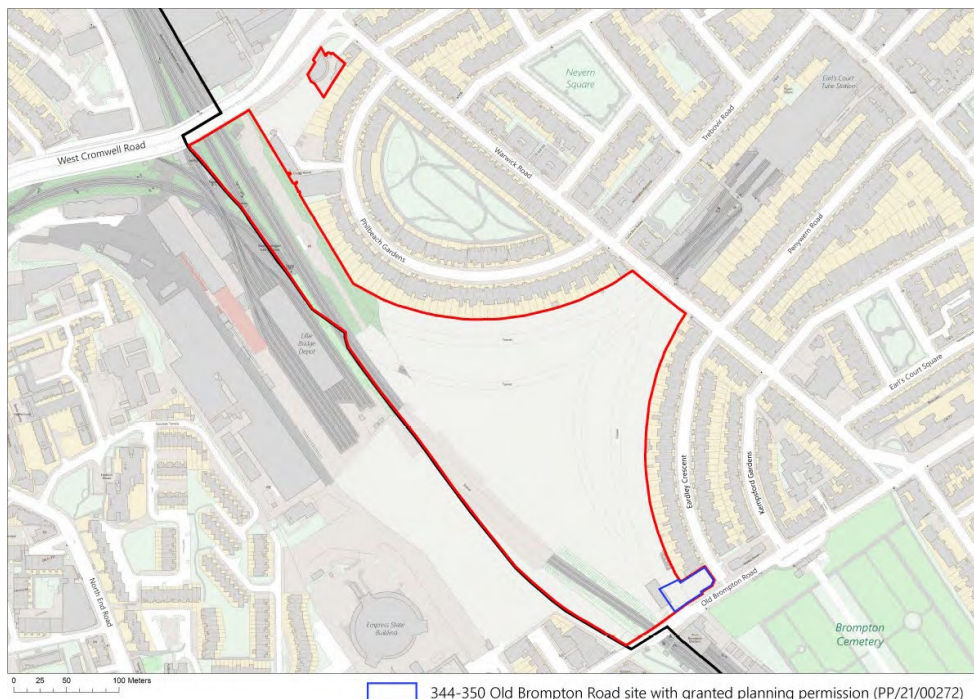 Nevern
Square
Earl's Court
Tube Station
Trebovir Road
West Cromwell Road
Warwick Road
Philbeach Gardens
Penywern Road
Lillie
Bridge
Depot
Tunnels
Tunnel
Earl's Court Square
Eardley Crescent
Kempsford Gardens
Old Brompton Road
North End Road
Empress State
Building
Brompton
Cemetery
0 25 50 100 Meters
344-350 Old Brompton Road site with granted planning permission (PP/21/00272)